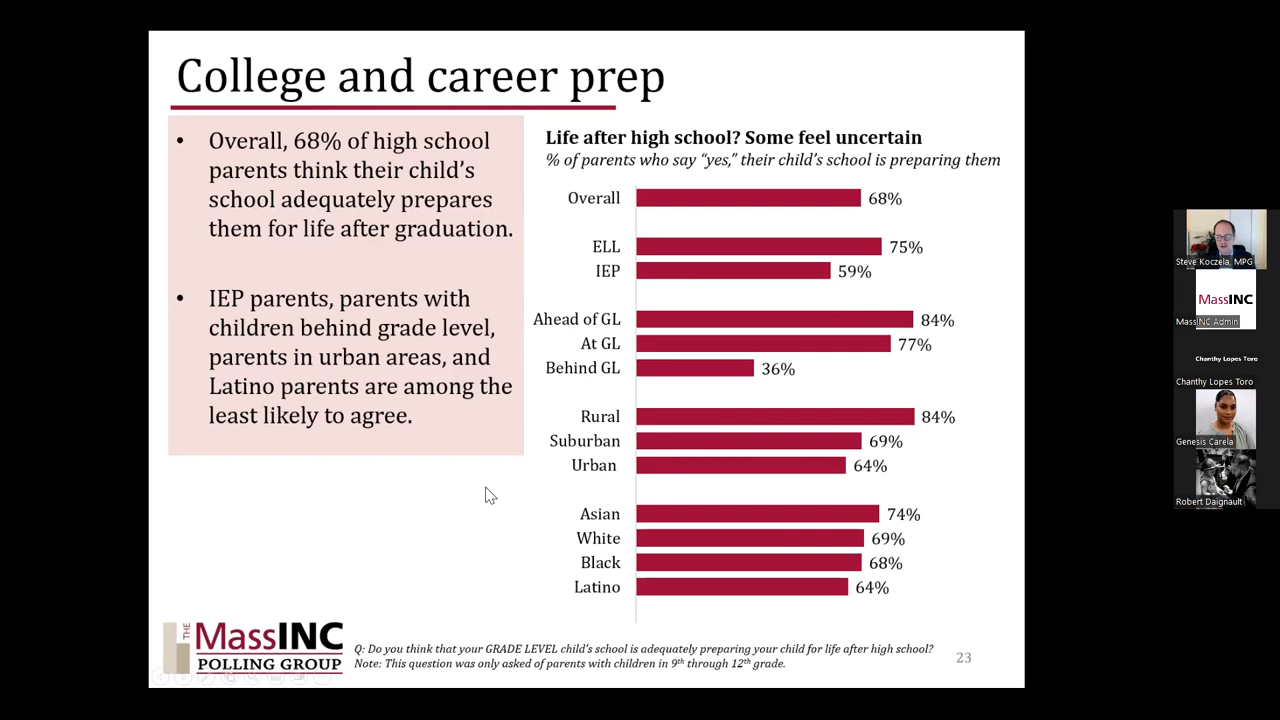 College and career prep
• Overall, 68% of high school
parents think their child’s
school adequately prepares
them for life after graduation.
• IEP parents, parents with
children behind grade level,
parents in urban areas, and
Latino parents are among the
least likely to agree.
Life after high school? Some feel uncertain
% of parents who say “yes,” their child’s school is preparing them
Overall 68%
ELL 75%
IEP 59%
Ahead of GL 84%
At GL 77%
Behind GL 36%
Rural 84%
Suburban 69%
Urban 64%
Asian 74%
White 69%
Black 68%
Latino 64%
THE MassINC
POLLING GROUP
Q: Do you think that your GRADE LEVEL child’s school is adequately preparing your child for life after high school?
Note: This question was only asked of parents with children in 9th through 12th grade.
23
Steve Koczela, MPG
MassINC
MassINC Admin
Chanthy Lopes Toro
Chanthy Lopes Toro
Genesis Carela
Robert Daignault